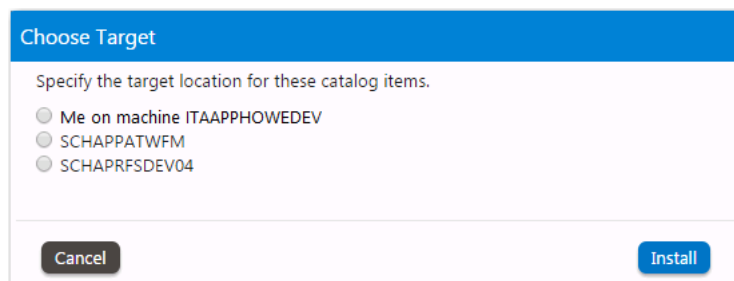 Choose Target
Specify the target location for these catalog items.
Me on machine ITAAPPHOWEDEV
SCHAPPATWFM
SCHAPRFSDEV04
Cancel
Install